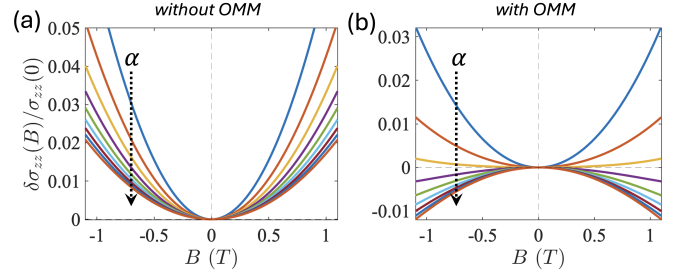 (a) without OMM
δσzz(B)/σzz(0)
0.05
0.04
0.03
0.02
0.01
0
α
-1 -0.5 0 0.5 1
B (T)
(b) with OMM
0.03
0.02
0.01
0
-0.01
α
-1 -0.5 0 0.5 1
B (T)